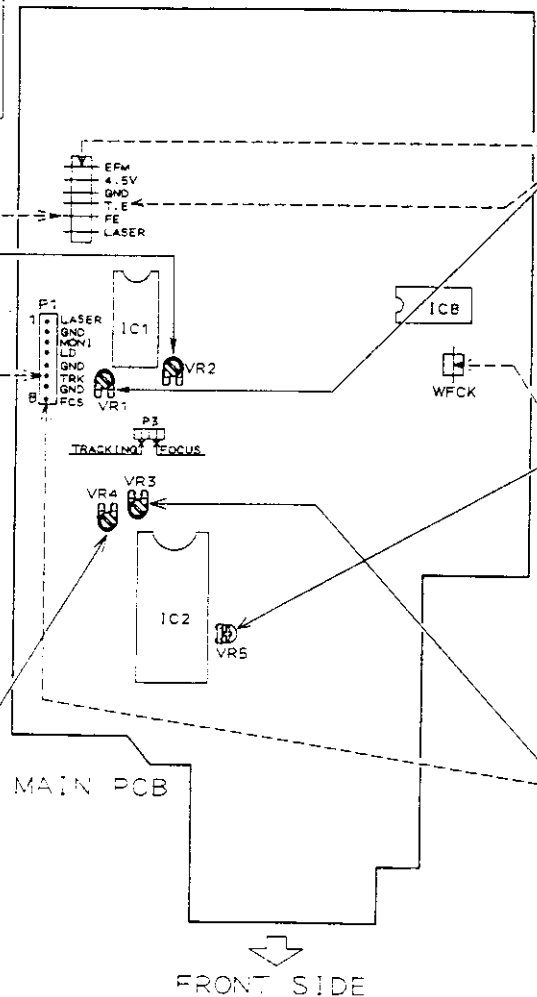 EFM
4.5V
GND
T.E
FE
LASER
P1
1
LASER
GND
MONI
LD
GND
TRK
GND
8
FCS
IC1
IC8
VR2
VR1
WFCK
P3
TRACKING
FOCUS
VR4
VR3
IC2
VR5
MAIN PCB
FRONT SIDE